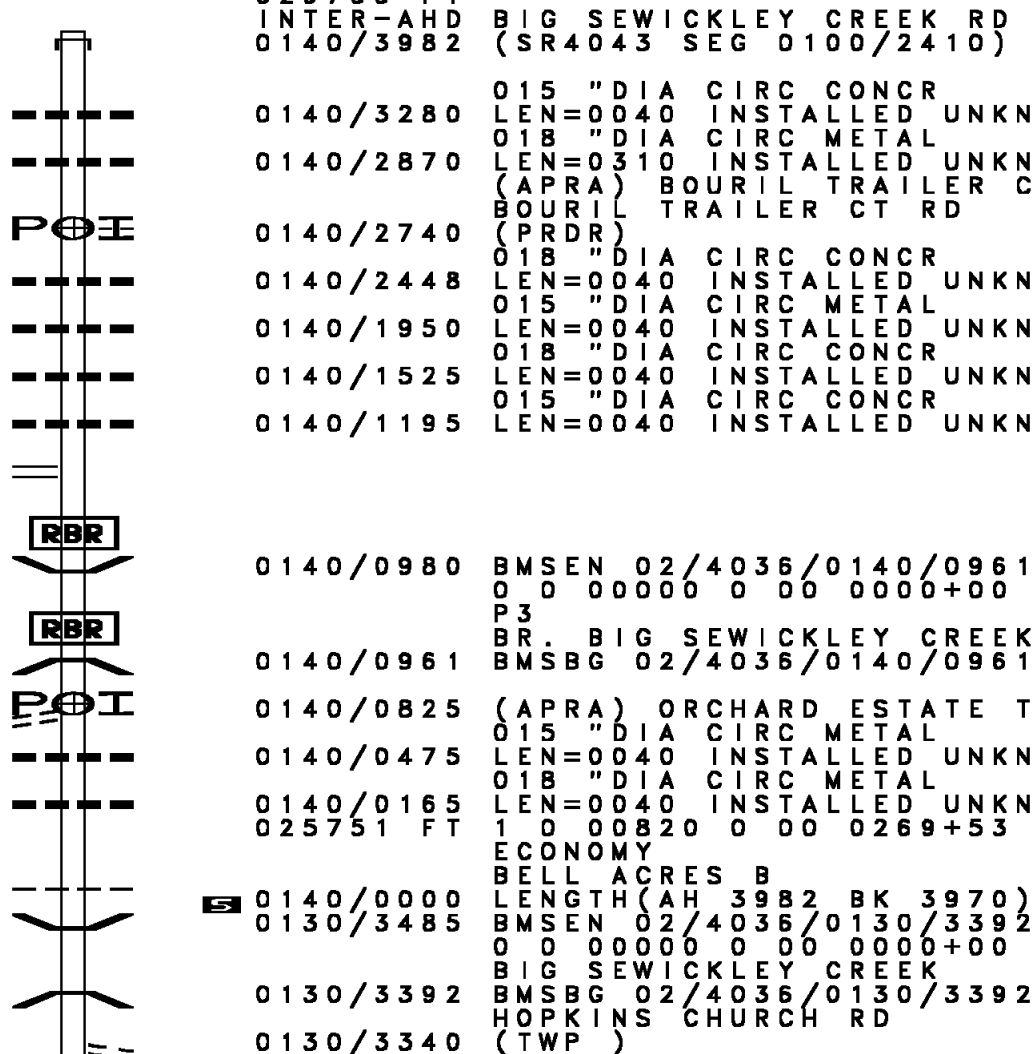 INTER-AHD BIG SEWICKLEY CREEK RD
0140/3982 (SR4043 SEG 0100/2410)
015 "DIA CIRC CONCR
0140/3280 LEN=0040 INSTALLED UNKN
018 "DIA CIRC METAL
0140/2870 LEN=0310 INSTALLED UNKN
(APRA) BOURIL TRAILER C
BOURIL TRAILER CT RD
POI 0140/2740 (PRDR)
018 "DIA CIRC CONCR
0140/2448 LEN=0040 INSTALLED UNKN
015 "DIA CIRC METAL
0140/1950 LEN=0040 INSTALLED UNKN
018 "DIA CIRC CONCR
0140/1525 LEN=0040 INSTALLED UNKN
015 "DIA CIRC CONCR
0140/1195 LEN=0040 INSTALLED UNKN
RBR
0140/0980 BMSEN 02/4036/0140/0961
0 0 00000 0 00 0000+00
P3
RBR BR. BIG SEWICKLEY CREEK
0140/0961 BMSBG 02/4036/0140/0961
POI 0140/0825 (APRA) ORCHARD ESTATE T
015 "DIA CIRC METAL
0140/0475 LEN=0040 INSTALLED UNKN
018 "DIA CIRC METAL
0140/0165 LEN=0040 INSTALLED UNKN
025751 FT 1 0 00820 0 00 0269+53
ECONOMY
BELL ACRES B
S 0140/0000 LENGTH(AH 3982 BK 3970)
0130/3485 BMSEN 02/4036/0130/3392
0 0 00000 0 00 0000+00
BIG SEWICKLEY CREEK
0130/3392 BMSBG 02/4036/0130/3392
HOPKINS CHURCH RD
0130/3340 (TWP )